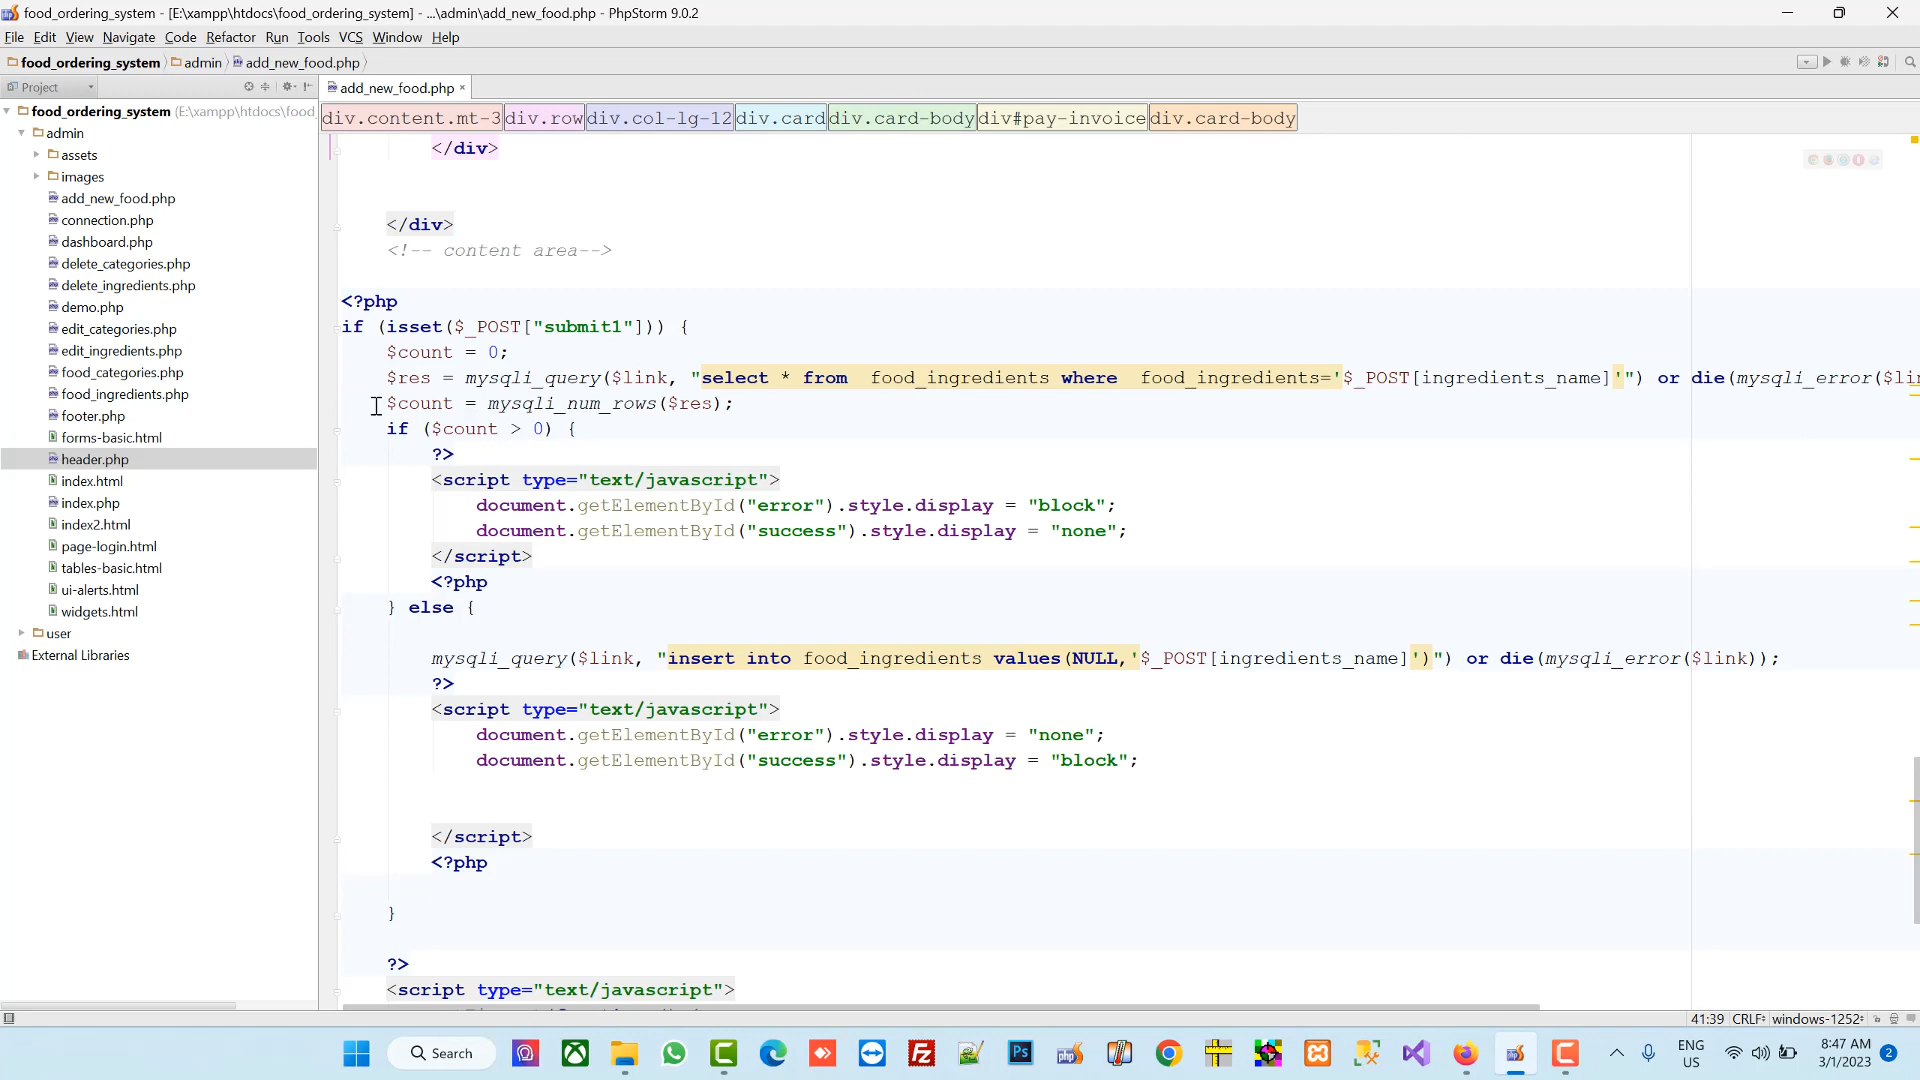 food_ordering_system - [E:\xampp\htdocs\food_ordering_system] - ...\admin\add_new_food.php - PhpStorm 9.0.2
File Edit View Navigate Code Refactor Run Tools VCS Window Help
food_ordering_system admin add_new_food.php
Project
add_new_food.php
div.content.mt-3 div.row div.col-lg-12 div.card div.card-body div#pay-invoice div.card-body
food_ordering_system (E:\xampp\htdocs\food_
admin
assets
images
add_new_food.php
connection.php
dashboard.php
delete_categories.php
delete_ingredients.php
demo.php
edit_categories.php
edit_ingredients.php
food_categories.php
food_ingredients.php
footer.php
forms-basic.html
header.php
index.html
index.php
index2.html
page-login.html
tables-basic.html
ui-alerts.html
widgets.html
user
External Libraries
</div>
</div>
<!-- content area-->
<?php
if (isset($_POST["submit1"])) {
$count = 0;
$res = mysqli_query($link, "select * from food_ingredients where food_ingredients='$_POST[ingredients_name]'") or die(mysqli_error($lin
$count = mysqli_num_rows($res);
if ($count > 0) {
?>
<script type="text/javascript">
document.getElementById("error").style.display = "block";
document.getElementById("success").style.display = "none";
</script>
<?php
} else {
mysqli_query($link, "insert into food_ingredients values(NULL,'$_POST[ingredients_name]')") or die(mysqli_error($link));
?>
<script type="text/javascript">
document.getElementById("error").style.display = "none";
document.getElementById("success").style.display = "block";
</script>
<?php
}
?>
<script type="text/javascript">
41:39 CRLF windows-1252
Search
ENG
US
8:47 AM
3/1/2023
2